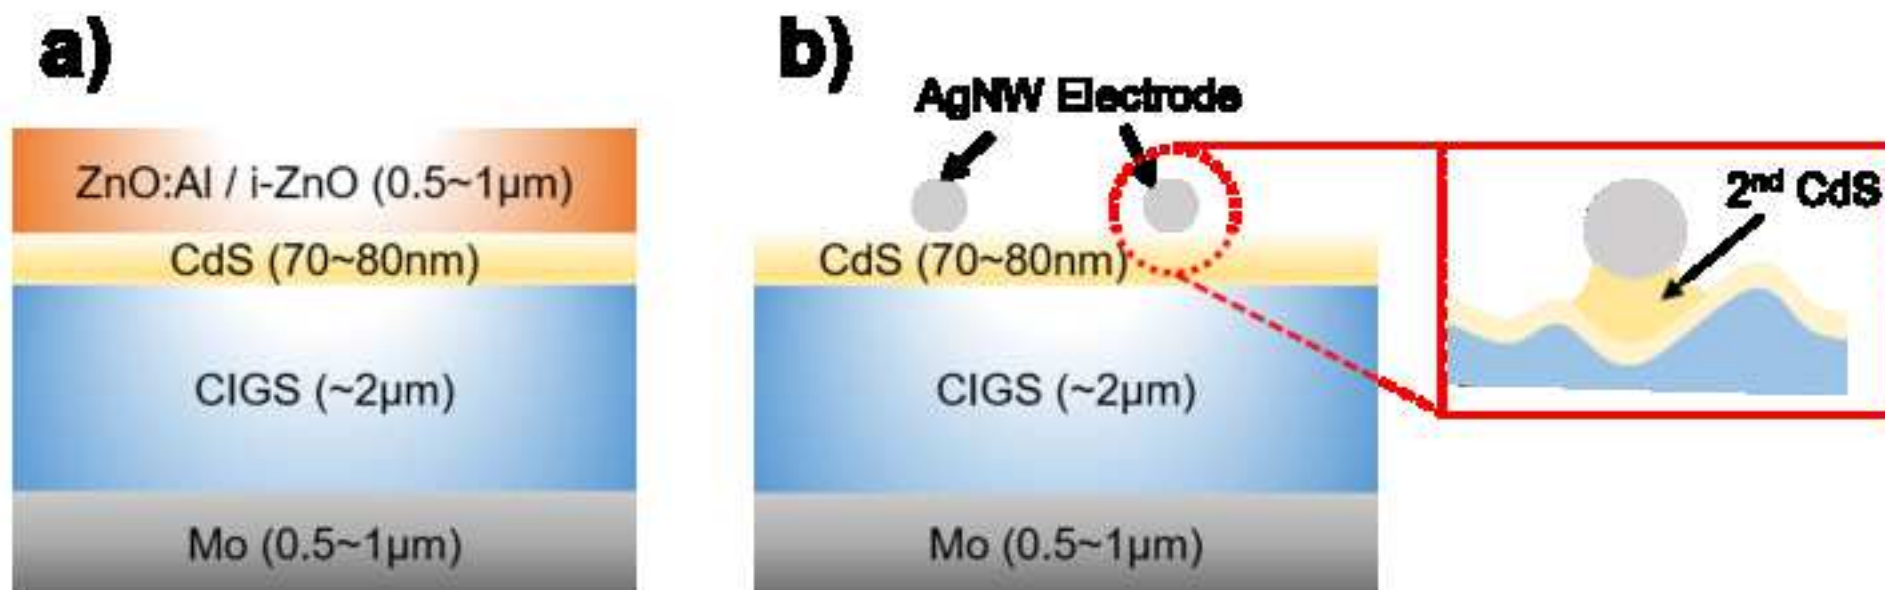 a)
ZnO:Al / i-ZnO (0.5~1μm)
CdS (70~80nm)
CIGS (~2μm)
Mo (0.5~1μm)
b)
AgNW Electrode
CdS (70~80nm)
CIGS (~2μm)
Mo (0.5~1μm)
2nd CdS